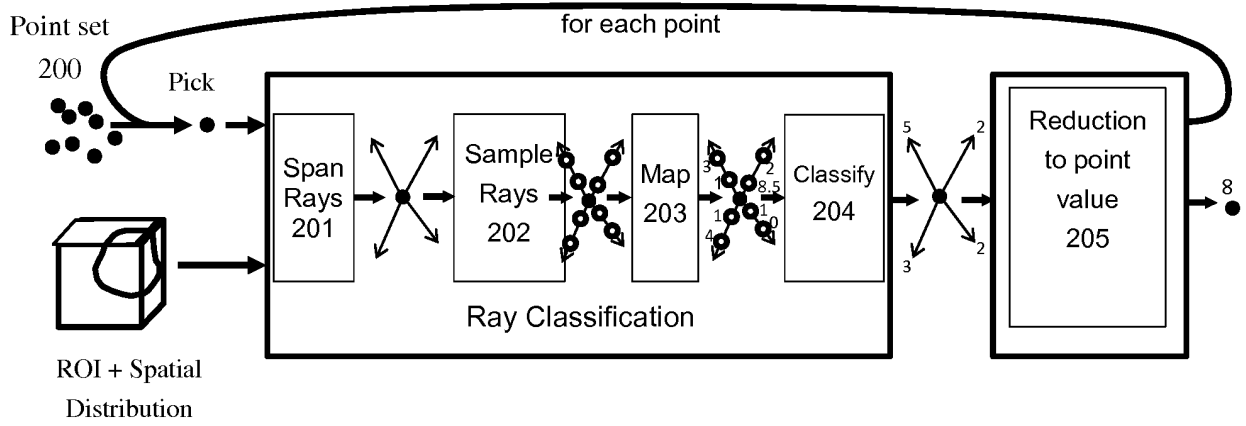 for each point
Point set
200
Pick
Span
Rays
201
Sample
Rays
202
Map
203
3
2
1
8.5
1
1
4
0
Classify
204
5
2
3
2
Reduction
to point
value
205
8
Ray Classification
ROI + Spatial
Distribution